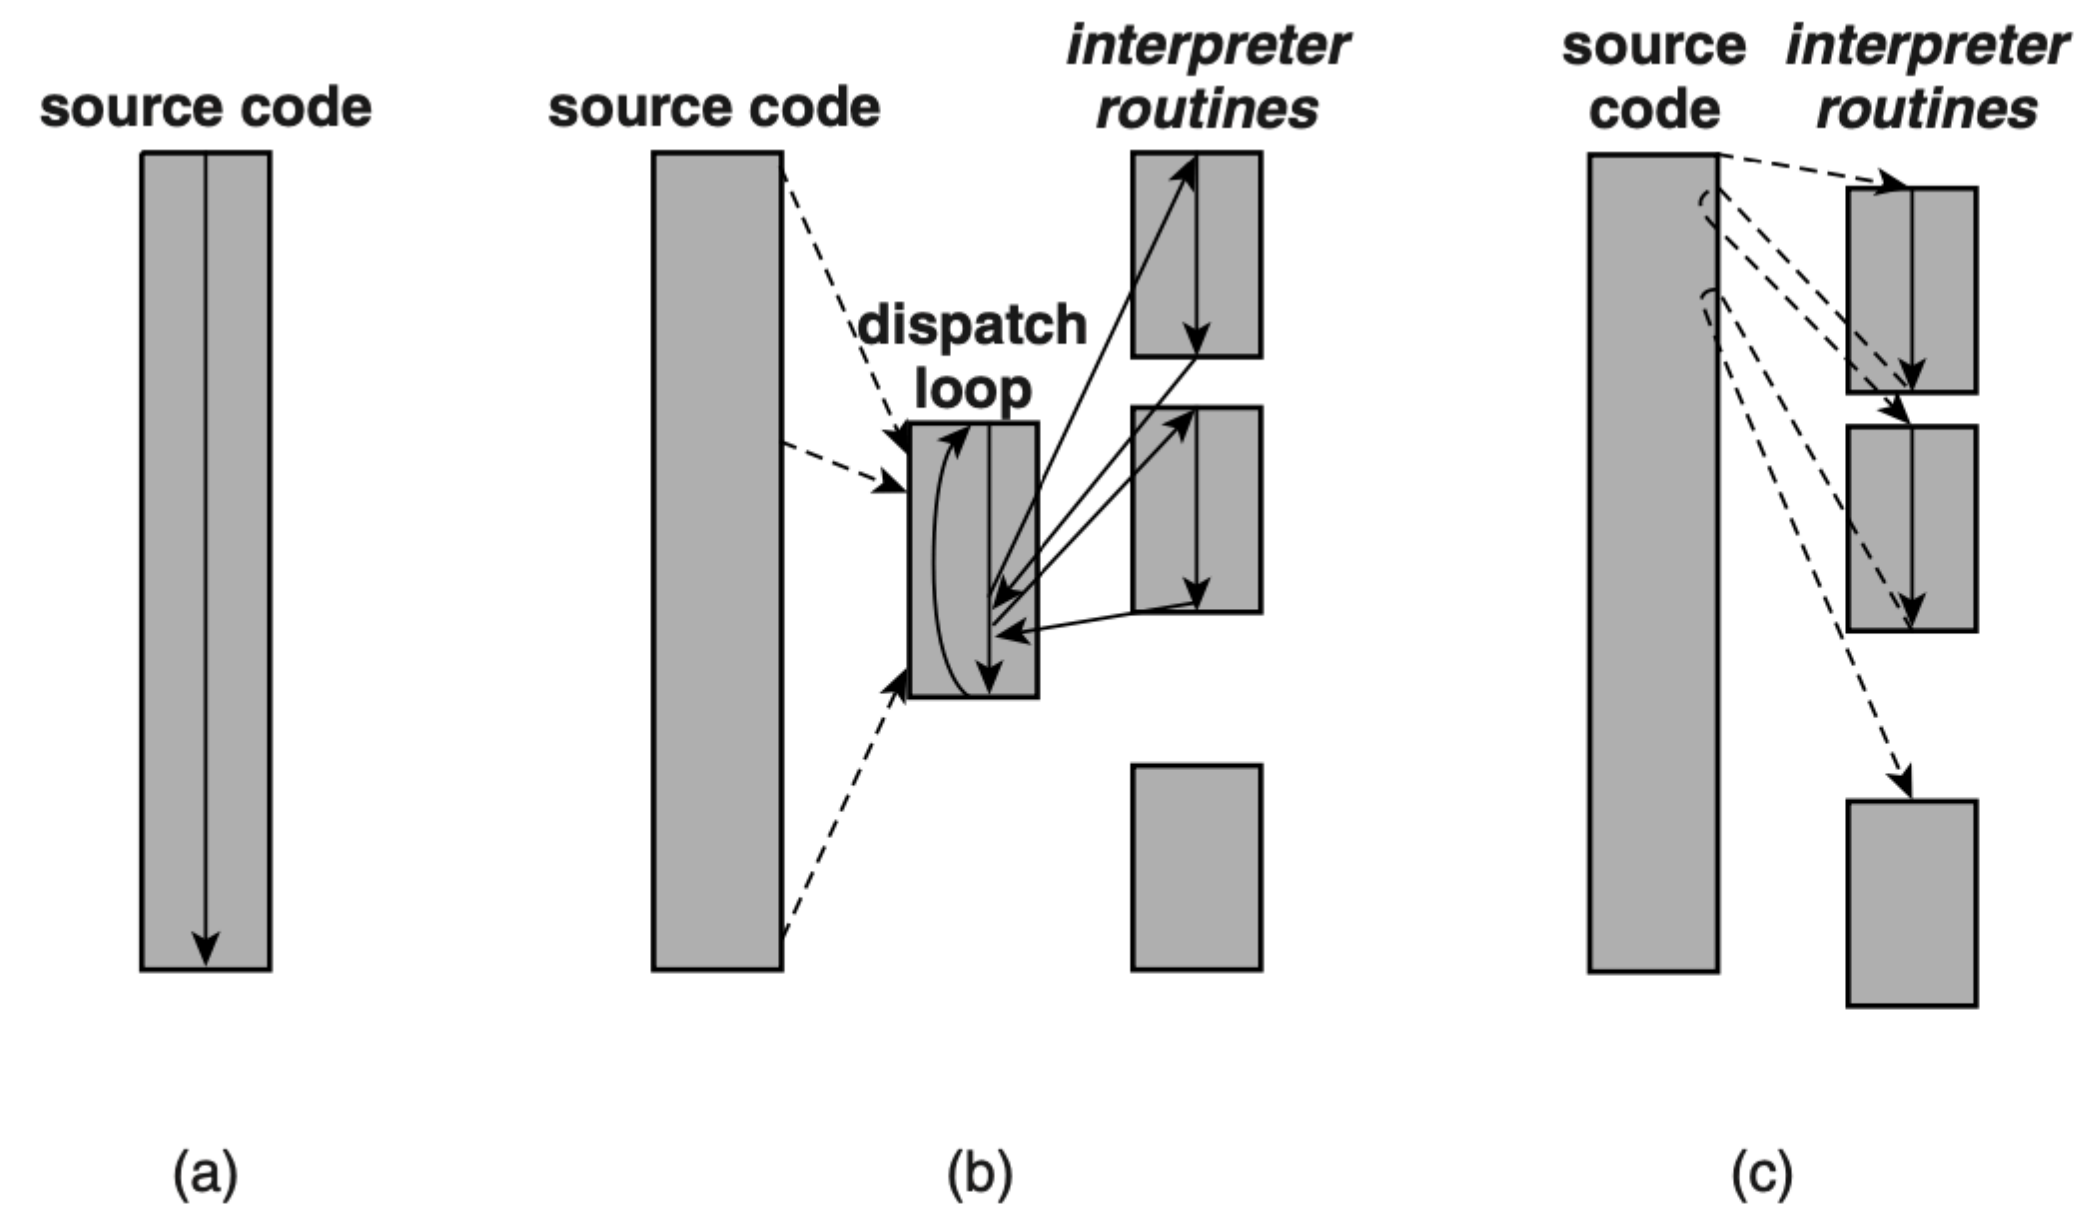 source code
source code
dispatch
loop
interpreter
routines
source
code
interpreter
routines
(a)
(b)
(c)